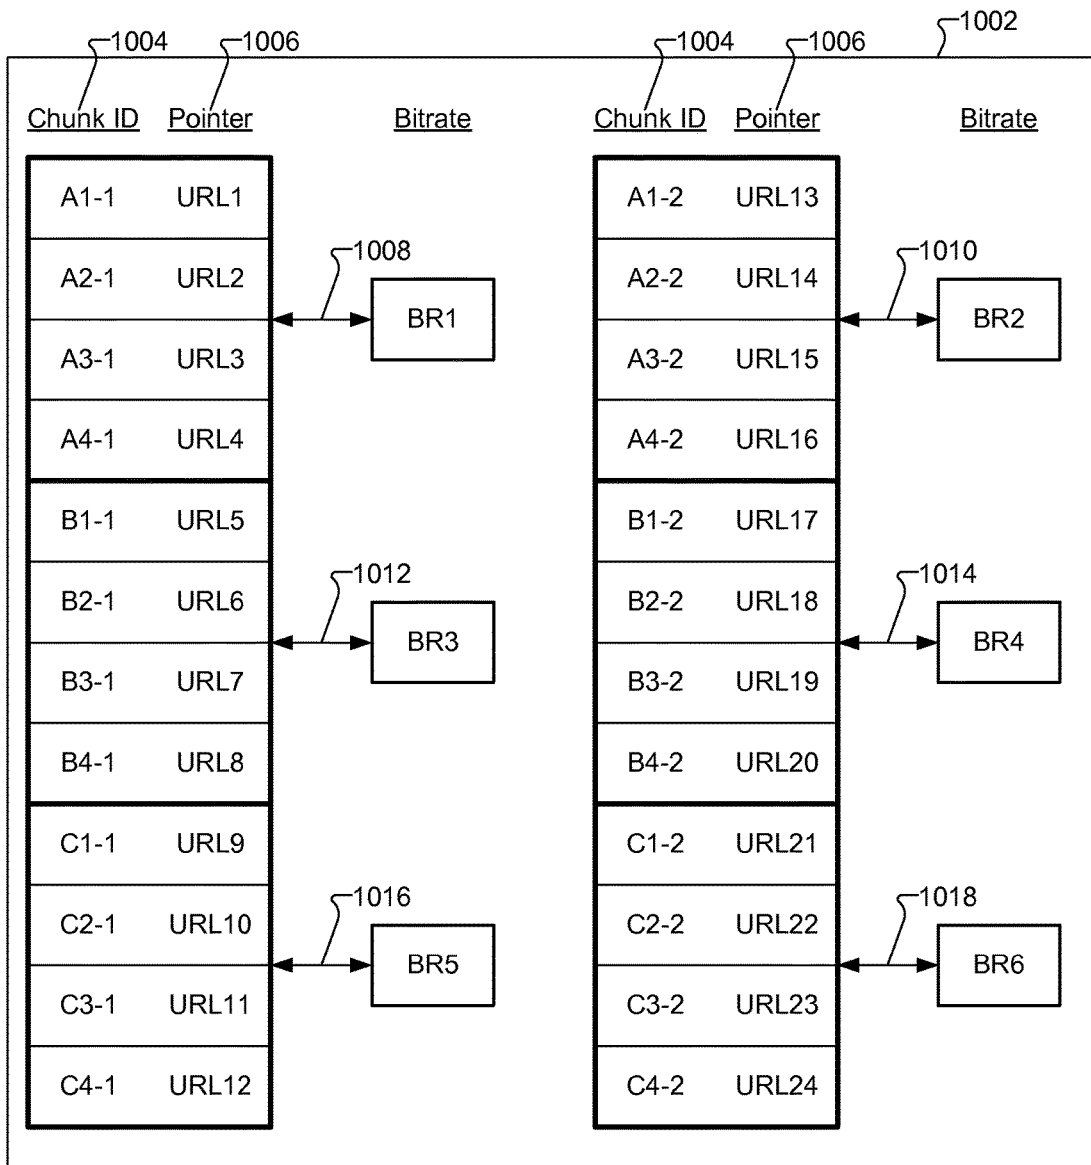 1002
1004 1006 1004 1006
Chunk ID Pointer Bitrate Chunk ID Pointer Bitrate
A1-1 URL1 A1-2 URL13
A2-1 URL2 1008 A2-2 URL14 1010
BR1 BR2
A3-1 URL3 A3-2 URL15
A4-1 URL4 A4-2 URL16
B1-1 URL5 B1-2 URL17
B2-1 URL6 1012 B2-2 URL18 1014
BR3 BR4
B3-1 URL7 B3-2 URL19
B4-1 URL8 B4-2 URL20
C1-1 URL9 C1-2 URL21
C2-1 URL10 1016 C2-2 URL22 1018
BR5 BR6
C3-1 URL11 C3-2 URL23
C4-1 URL12 C4-2 URL24